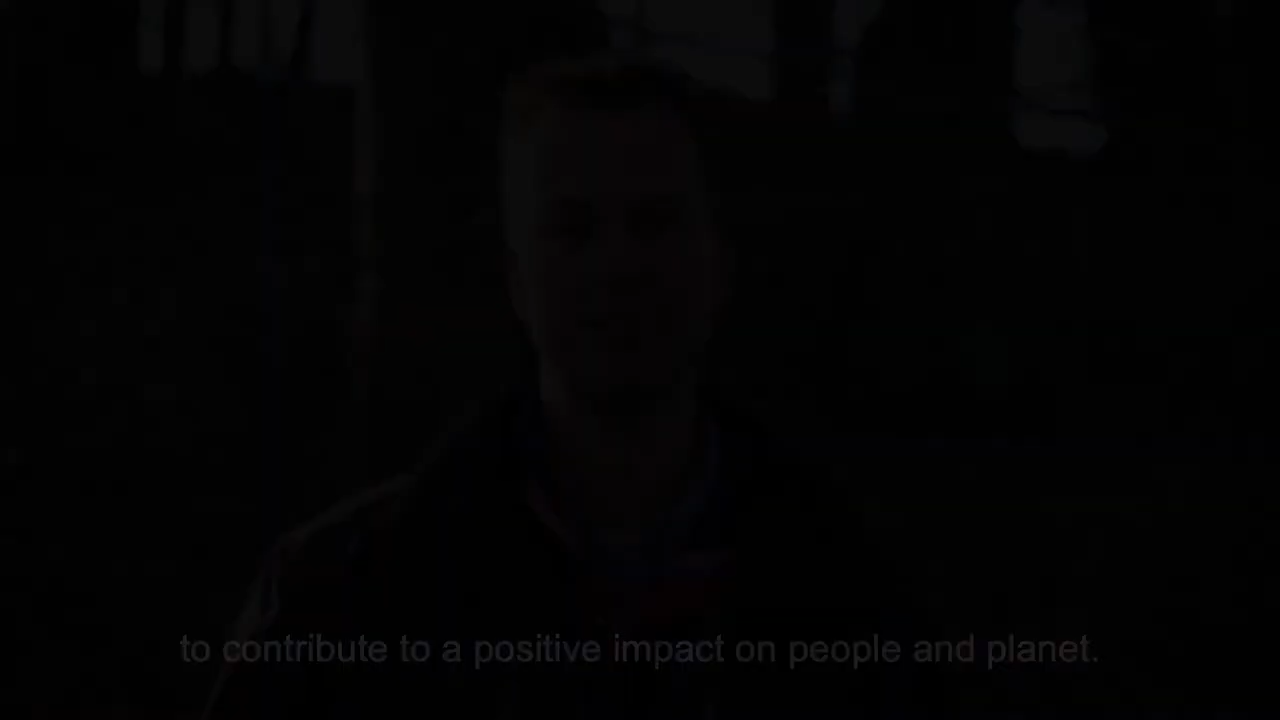 to contribute to a positive impact on people and planet.